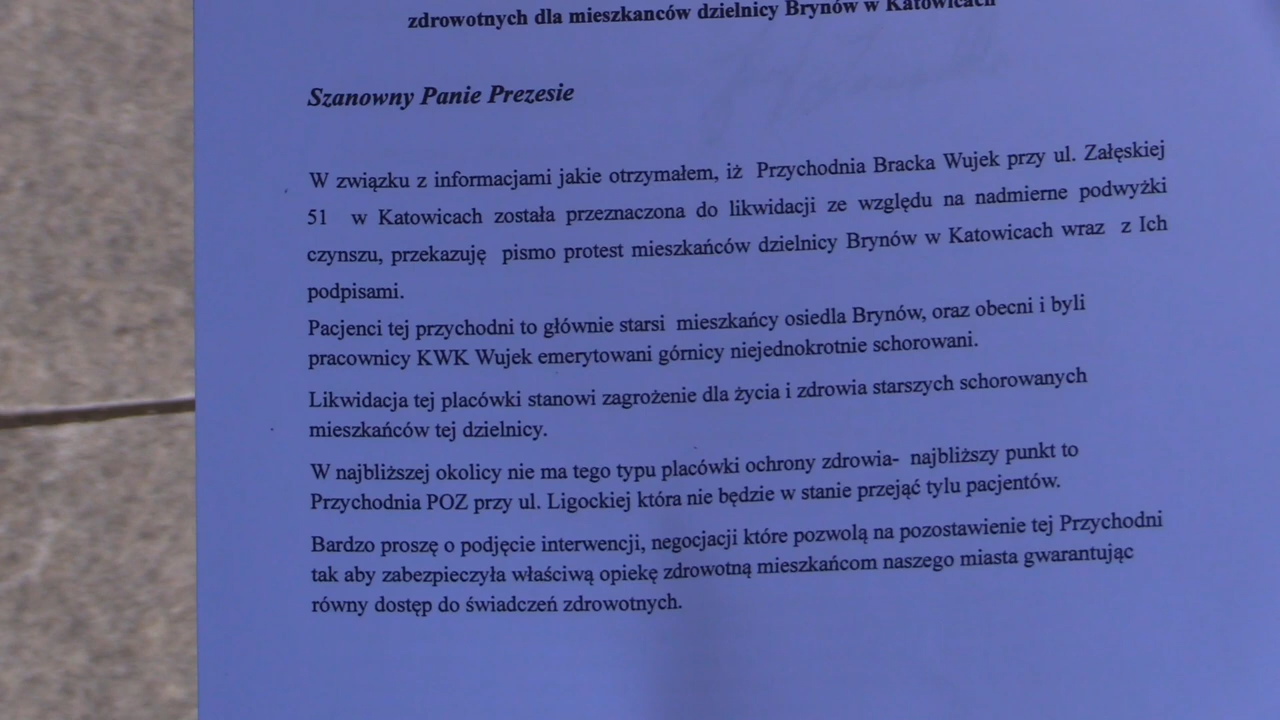 zdrowotnych dla mieszkanców dzielnicy Brynów w Katowicach
Szanowny Panie Prezesie
W związku z informacjami jakie otrzymałem, iż Przychodnia Bracka Wujek przy ul. Załęskiej
51 w Katowicach została przeznaczona do likwidacji ze względu na nadmierne podwyżki
czynszu, przekazuję pismo protest mieszkańców dzielnicy Brynów w Katowicach wraz z Ich
podpisami.
Pacjenci tej przychodni to głównie starsi mieszkańcy osiedla Brynów, oraz obecni i byli
pracownicy KWK Wujek emerytowani górnicy niejednokrotnie schorowani.
Likwidacja tej placówki stanowi zagrożenie dla życia i zdrowia starszych schorowanych
mieszkańców tej dzielnicy.
W najbliższej okolicy nie ma tego typu placówki ochrony zdrowia- najbliższy punkt to
Przychodnia POZ przy ul. Ligockiej która nie będzie w stanie przejąć tylu pacjentów.
Bardzo proszę o podjęcie interwencji, negocjacji które pozwolą na pozostawienie tej Przychodni
tak aby zabezpieczyła właściwą opiekę zdrowotną mieszkańcom naszego miasta gwarantując
równy dostęp do świadczeń zdrowotnych.